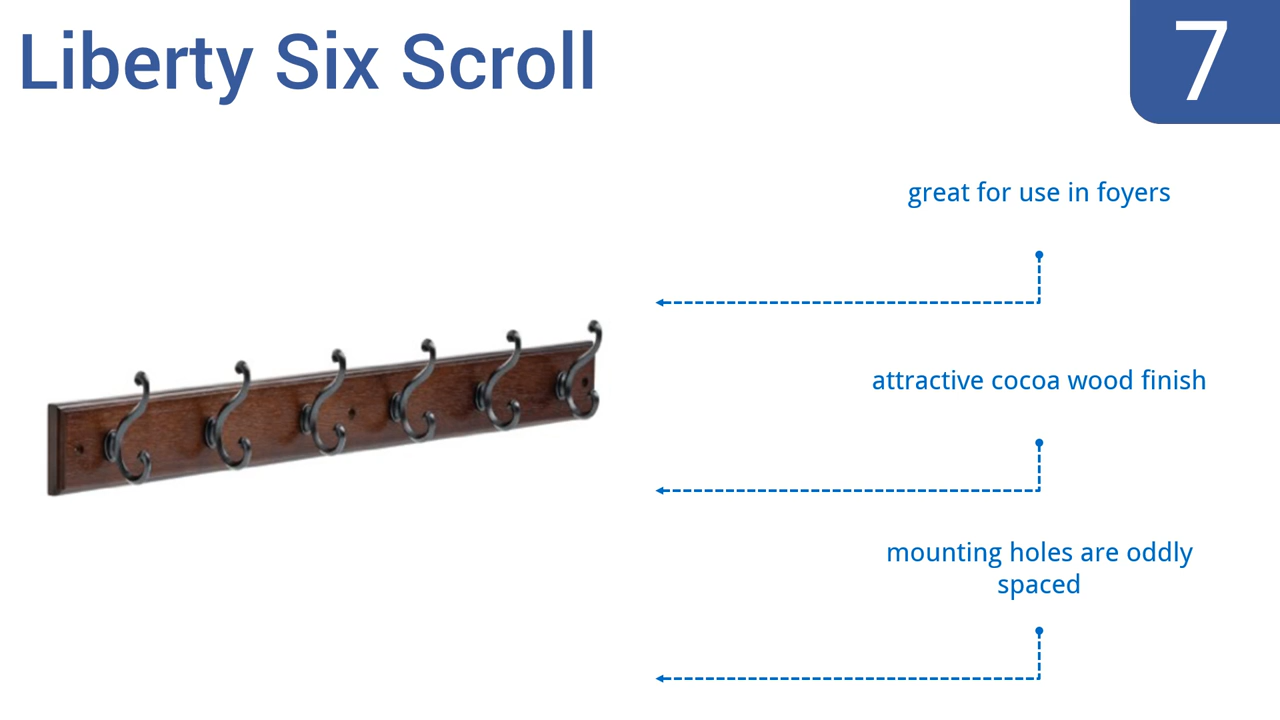 Liberty Six Scroll
7
great for use in foyers
attractive cocoa wood finish
mounting holes are oddly
spaced